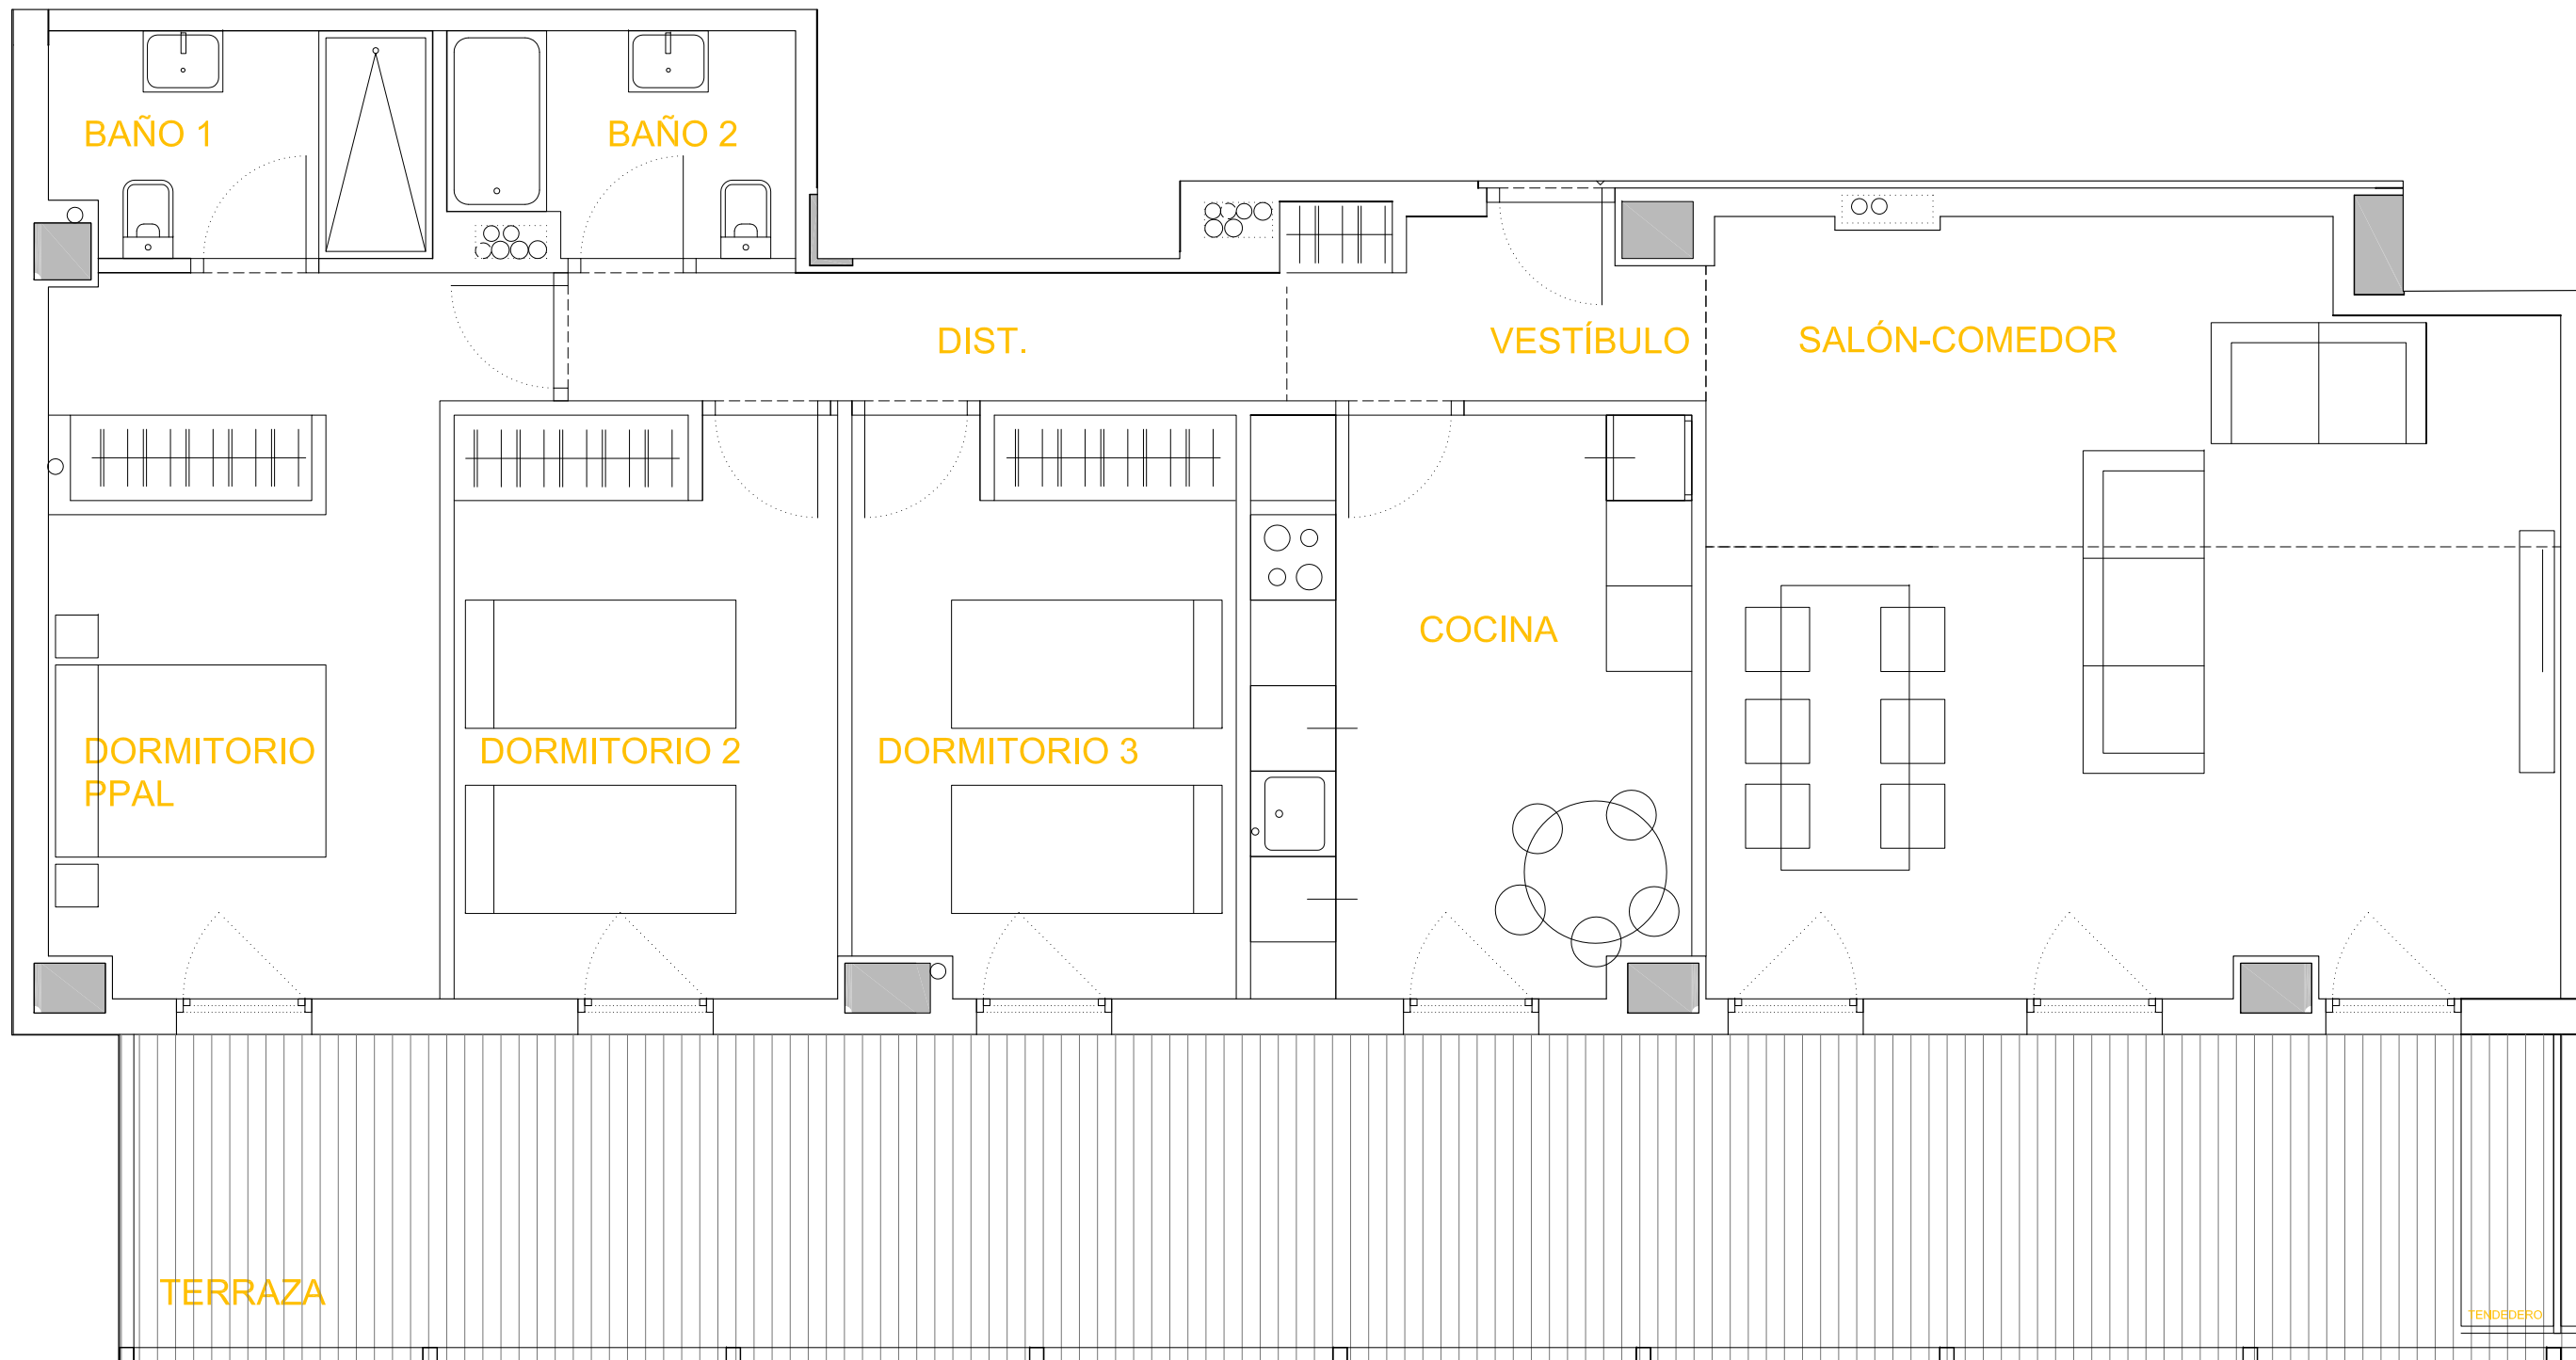 BAÑO 1
BAÑO 2
DIST.
VESTÍBULO
SALÓN-COMEDOR
COCINA
DORMITORIO
PPAL
DORMITORIO 2
DORMITORIO 3
TERRAZA
TENDEDERO